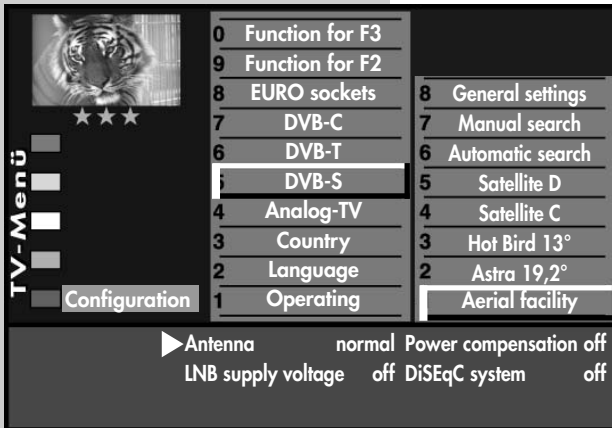 0 Function for F3
9 Function for F2
8 EURO sockets
7 DVB-C
6 DVB-T
5 DVB-S
4 Analog-TV
3 Country
2 Language
1 Operating
8 General settings
7 Manual search
6 Automatic search
5 Satellite D
4 Satellite C
3 Hot Bird 13°
2 Astra 19,2°
Aerial facility
TV-Menü
Configuration
Antenna normal Power compensation off
LNB supply voltage off DiSEqC system off